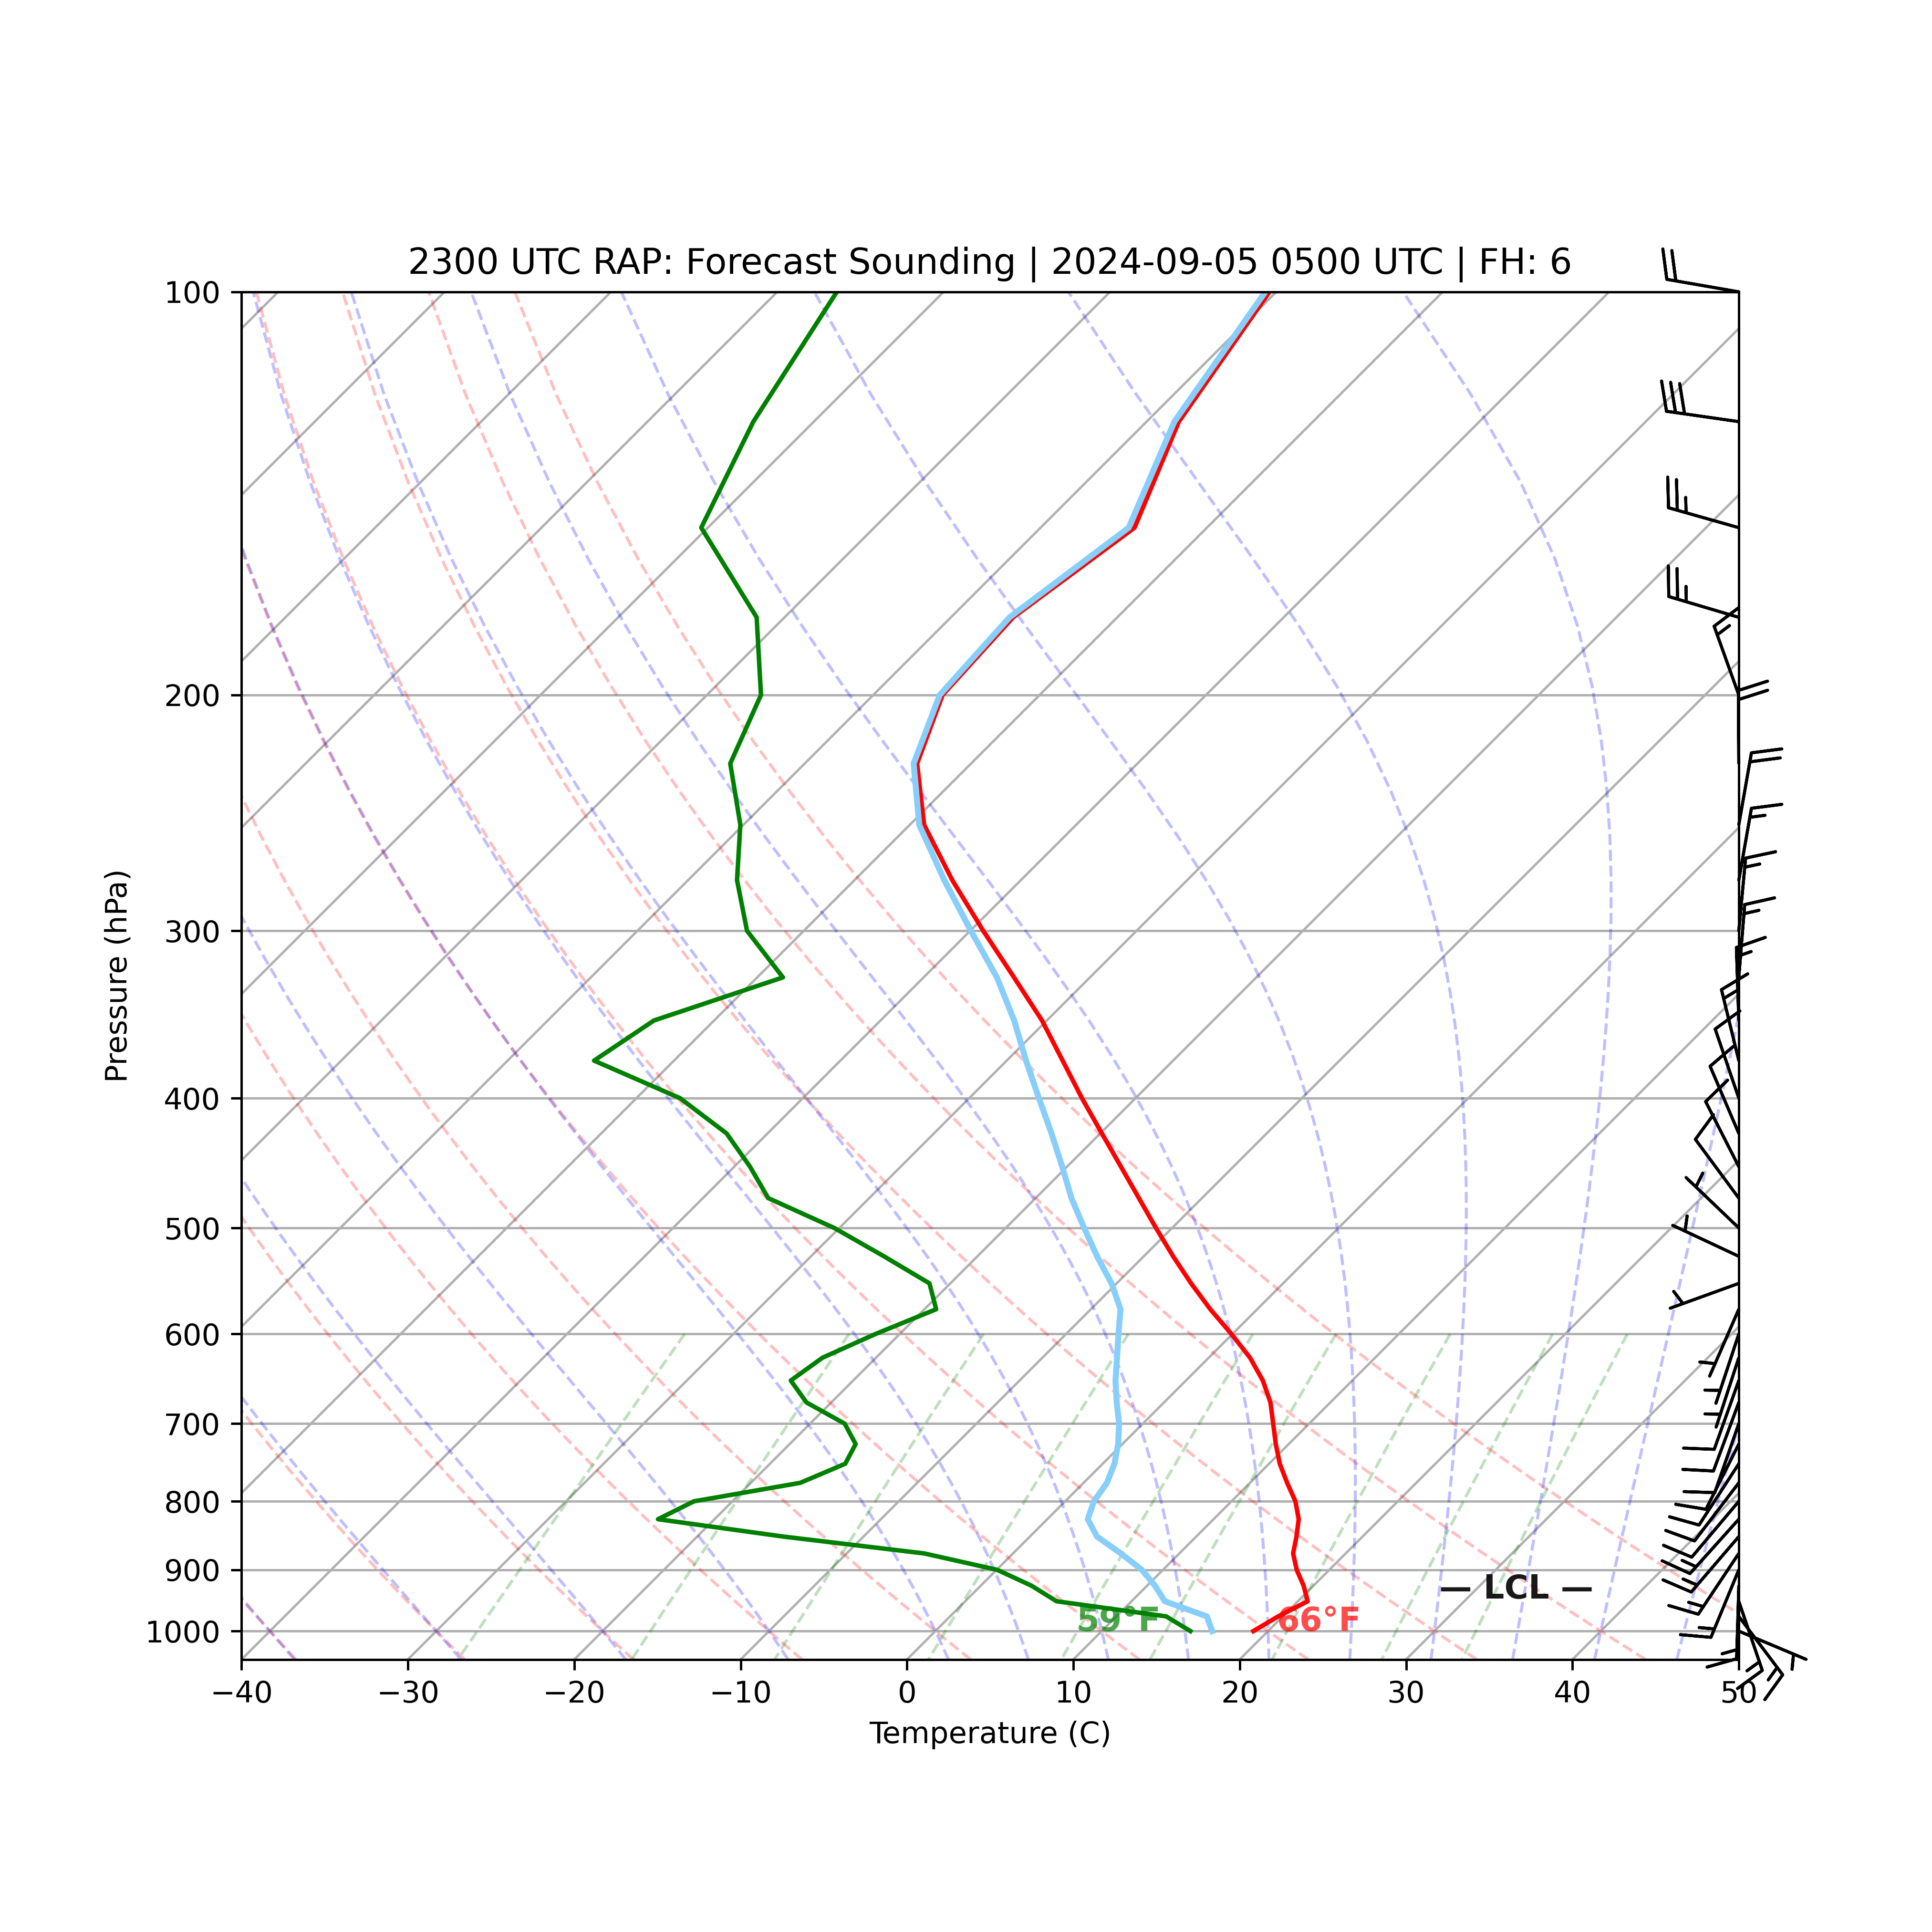 2300 UTC RAP: Forecast Sounding | 2024-09-05 0500 UTC | FH: 6
100
200
300
400
500
600
700
800
900
1000
Pressure (hPa)
— LCL —
59°F
66°F
−40 −30 −20 −10 0 10 20 30 40 50
Temperature (C)